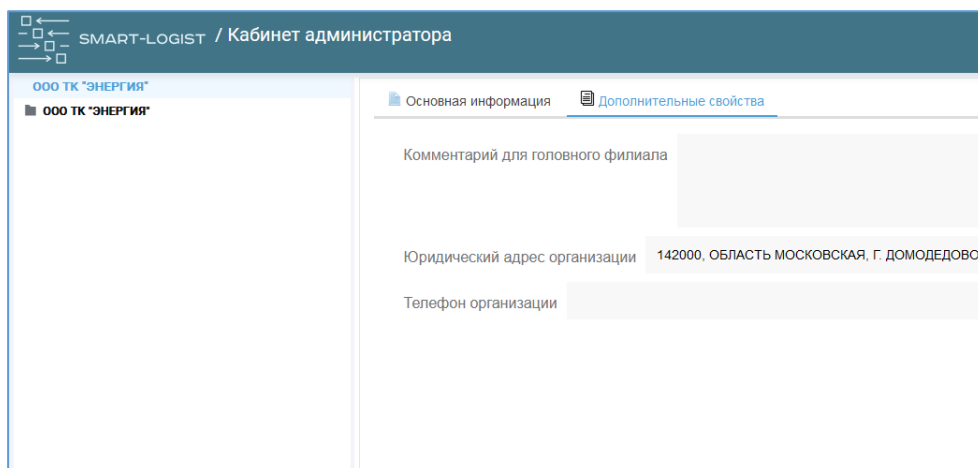 SMART-LOGIST / Кабинет администратора
ООО ТК "ЭНЕРГИЯ"
ООО ТК "ЭНЕРГИЯ"
Основная информация Дополнительные свойства
Комментарий для головного филиала
Юридический адрес организации 142000, ОБЛАСТЬ МОСКОВСКАЯ, Г. ДОМОДЕДОВО
Телефон организации